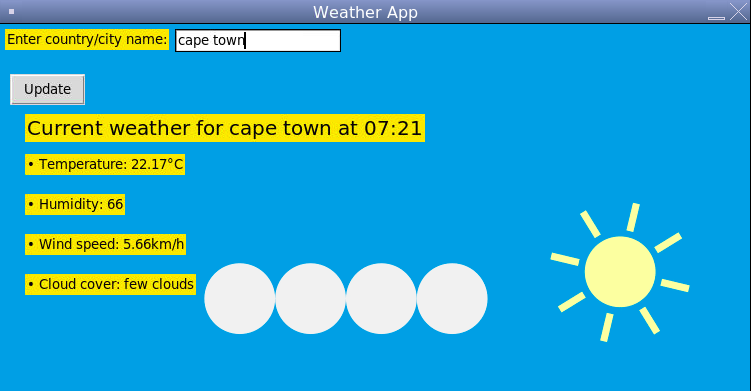 Weather App
Enter country/city name: cape town
Update
Current weather for cape town at 07:21
• Temperature: 22.17°C
• Humidity: 66
• Wind speed: 5.66km/h
• Cloud cover: few clouds